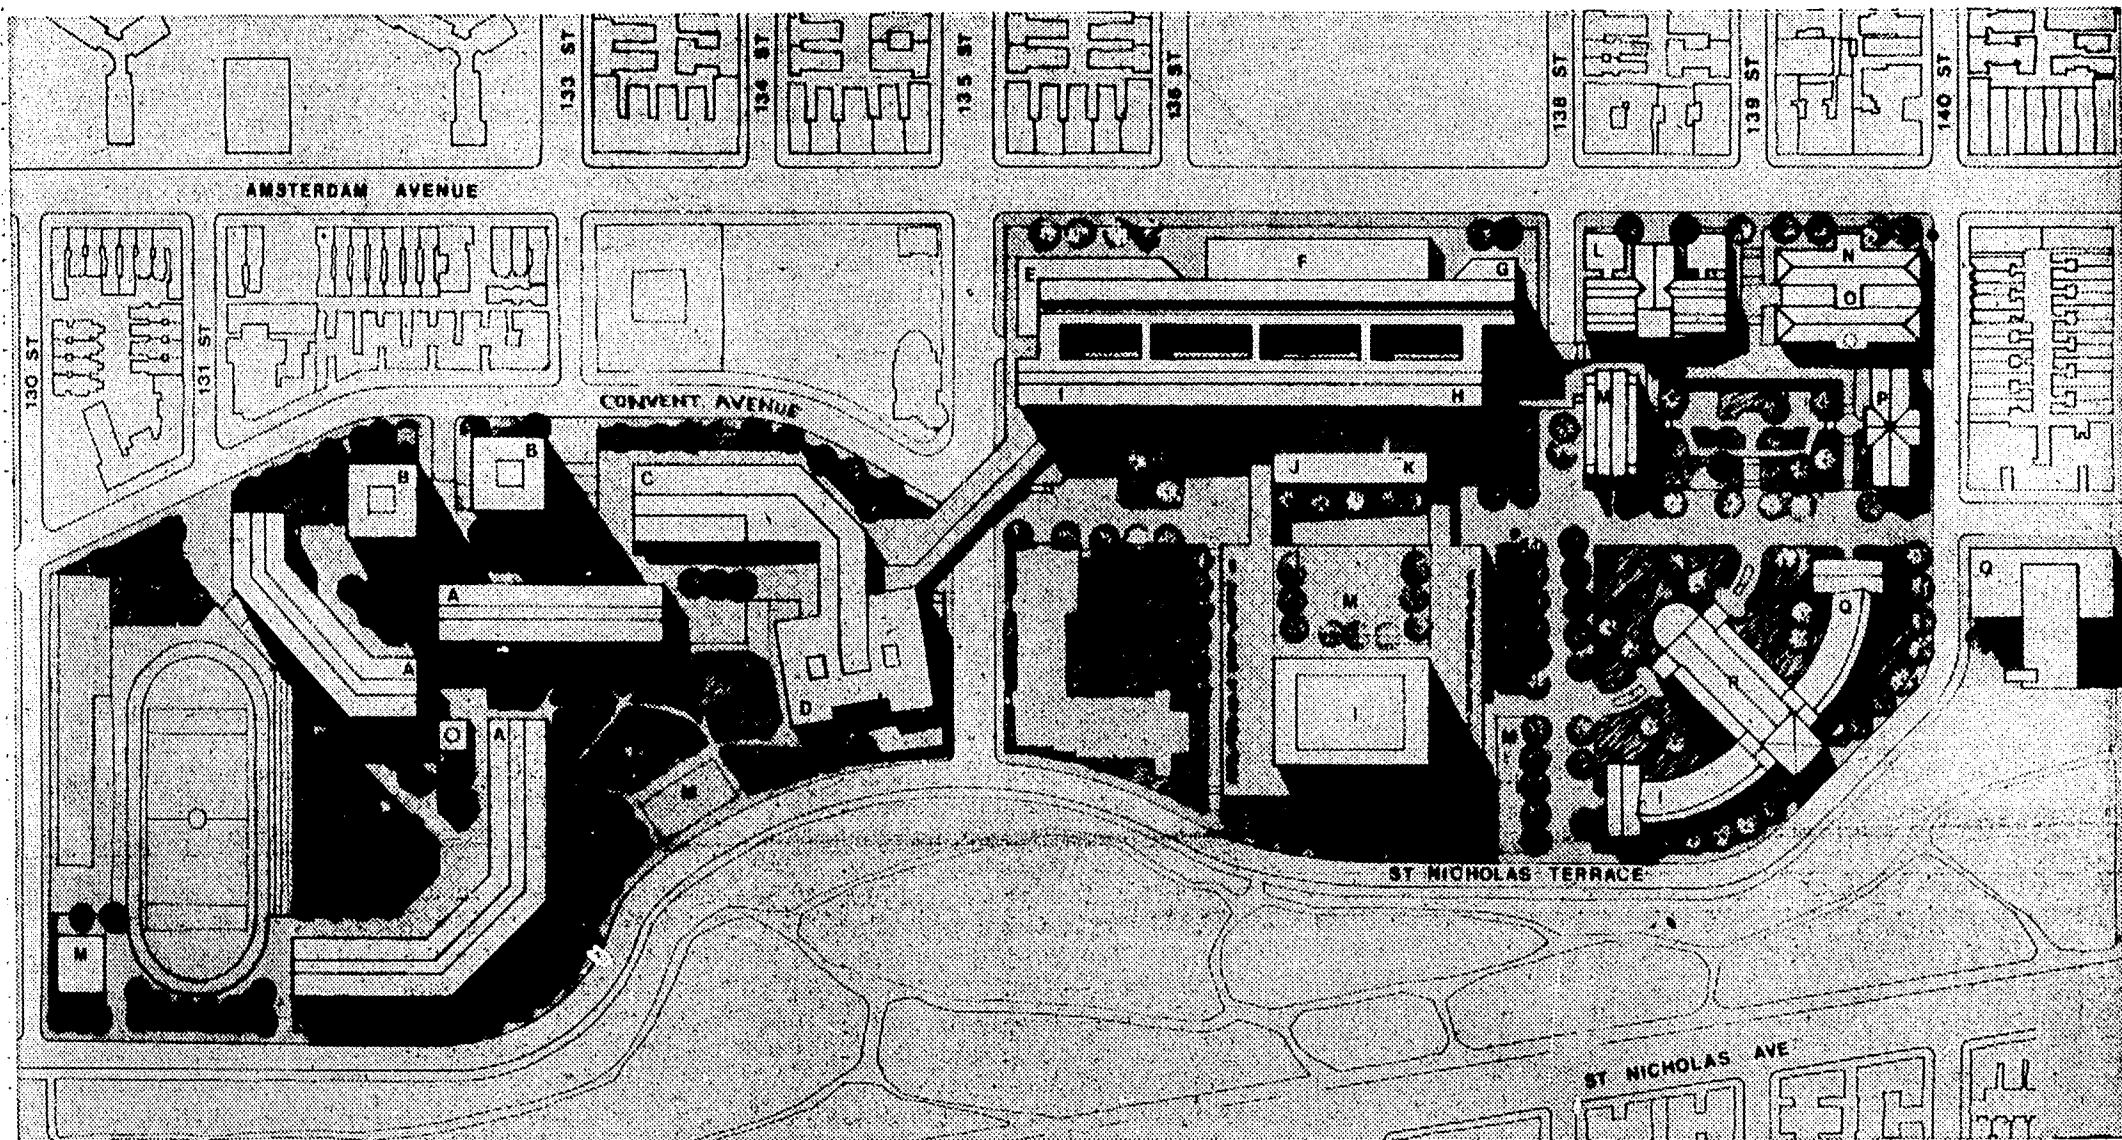 133 ST
134 ST
135 ST
136 ST
138 ST
139 ST
140 ST
AMSTERDAM AVENUE
130 ST
131 ST
CONVENT AVENUE
E
F
G
L
N
O
I
H
M
P
B
B
C
J
K
A
A
A
D
M
M
Q
Q
R
I
I
M
M
M
O
ST NICHOLAS TERRACE
ST NICHOLAS AVE